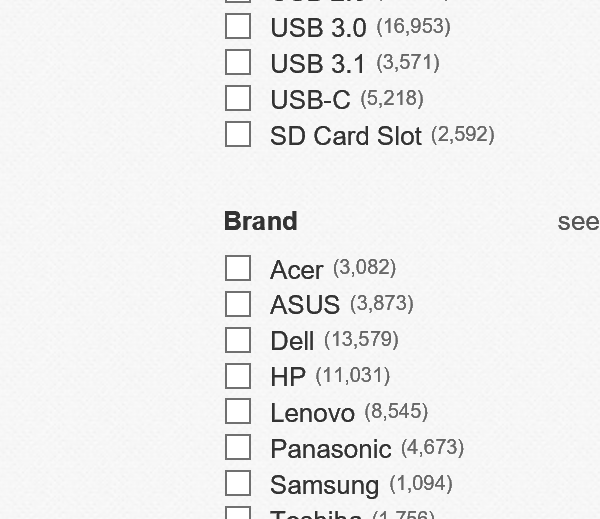 USB 3.0 (16,953)
USB 3.1 (3,571)
USB-C (5,218)
SD Card Slot (2,592)
Brand see
Acer (3,082)
ASUS (3,873)
Dell (13,579)
HP (11,031)
Lenovo (8,545)
Panasonic (4,673)
Samsung (1,094)
Toshiba (1,756)